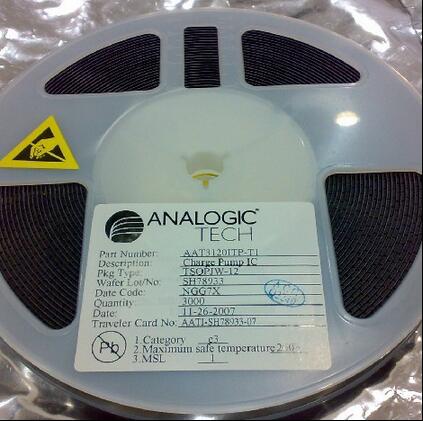 ANALOGIC
TECH
Part Number: AAT3120ITP-T1
Description: Charge Pump IC
Pkg Type: TSOPJW-12
Wafer Lot/No: SH78933
Date Code: NGG7X
Quantity: 3000
Date: 11-26-2007
Traveler Card No: AATI-SH78933-07
Pb
1.Category e3
2.Maximum safe temperature
3.MSL 1